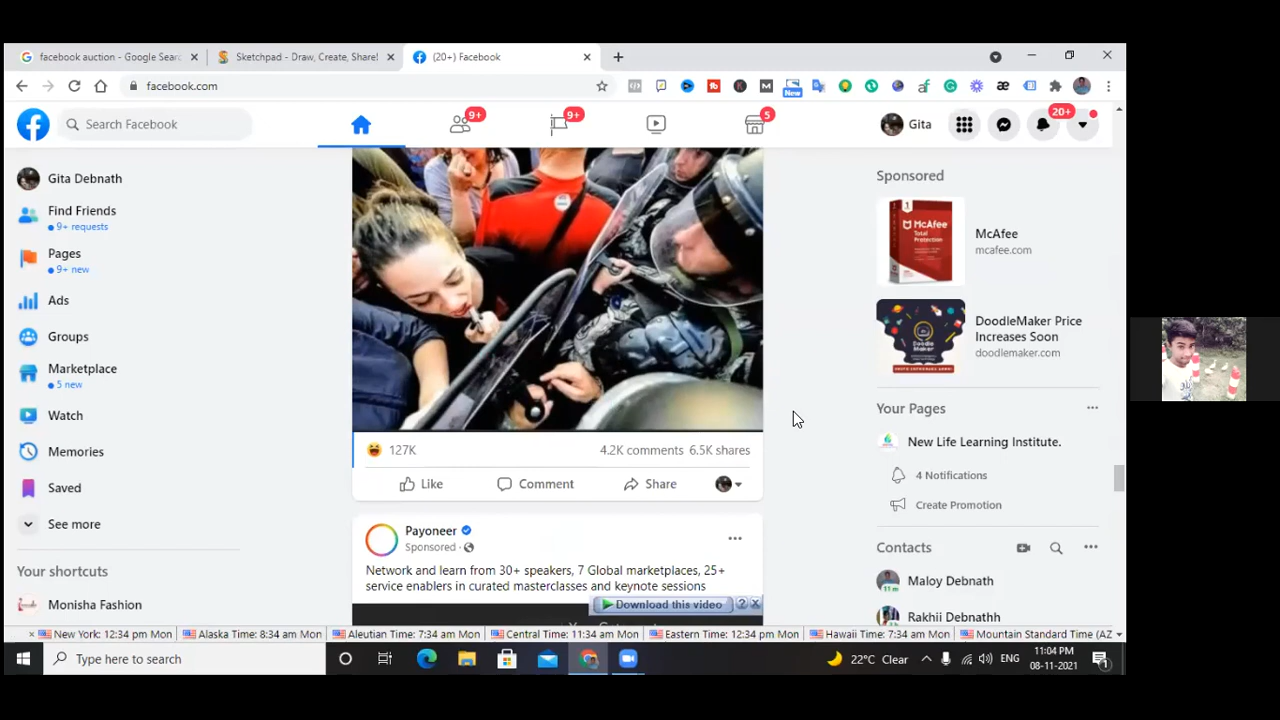 facebook auction - Google Sear
Sketchpad - Draw, Create, Share!
(20+) Facebook
facebook.com
New
Search Facebook
9+
9+
5
Gita
20+
Gita Debnath
Find Friends
9+ requests
Pages
9+ new
Ads
Groups
Marketplace
5 new
Watch
Memories
Saved
See more
Your shortcuts
Monisha Fashion
127K
4.2K comments 6.5K shares
Like
Comment
Share
Payoneer
Sponsored
Network and learn from 30+ speakers, 7 Global marketplaces, 25+
service enablers in curated masterclasses and keynote sessions
Download this video
Sponsored
McAfee
Total
Protection
McAfee
mcafee.com
DoodleMaker Price
Increases Soon
doodlemaker.com
Your Pages
New Life Learning Institute.
4 Notifications
Create Promotion
Contacts
Maloy Debnath
11 m
Rakhii Debnathh
New York: 12:34 pm Mon
Alaska Time: 8:34 am Mon
Aleutian Time: 7:34 am Mon
Central Time: 11:34 am Mon
Eastern Time: 12:34 pm Mon
Hawaii Time: 7:34 am Mon
Mountain Standard Time (AZ
Type here to search
22°C Clear
ENG
11:04 PM
08-11-2021